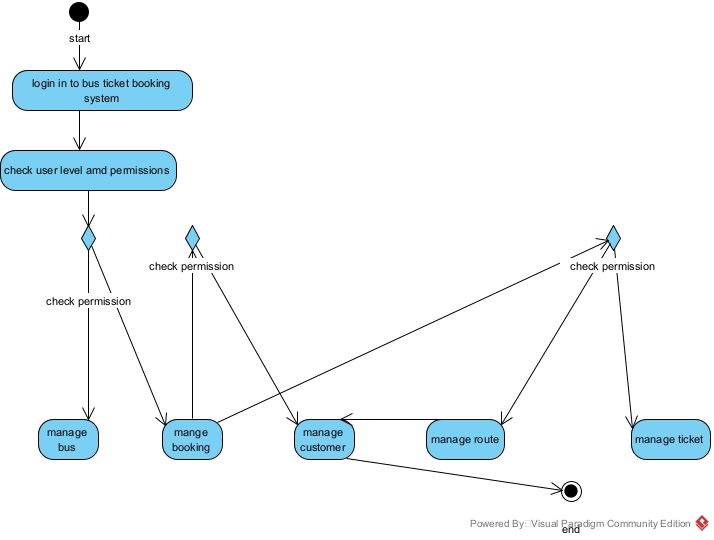 start
login in to bus ticket booking
system
check user level amd permissions
check permission
check permission
check permission
manage
bus
mange
booking
manage
customer
manage route
manage ticket
Powered By Visual Paradigm Community Edition
end